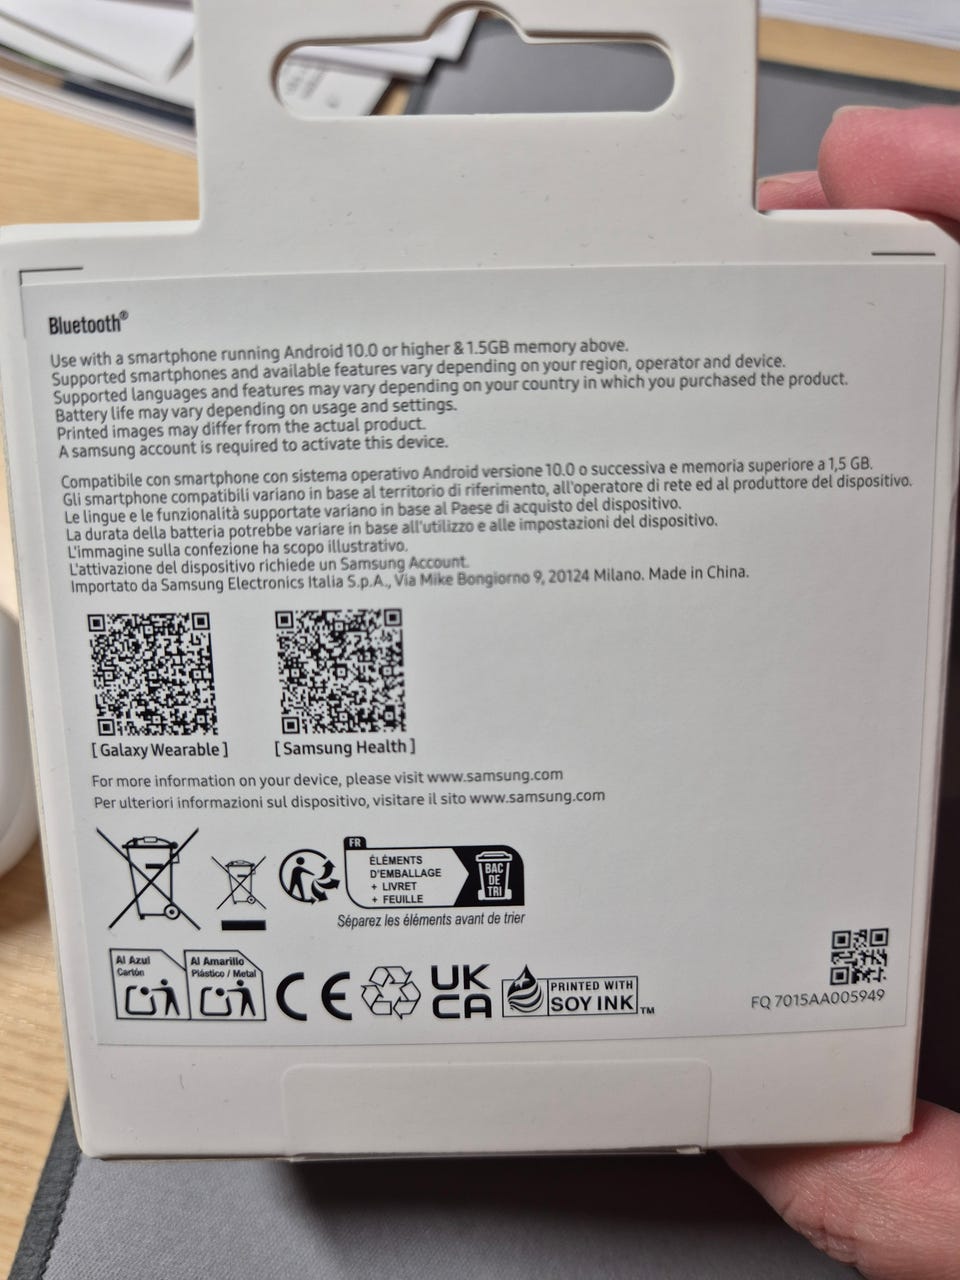 Bluetooth®
Use with a smartphone running Android 10.0 or higher & 1.5GB memory above.
Supported smartphones and available features vary depending on your region, operator and device.
Supported languages and features may vary depending on your country in which you purchased the product.
Battery life may vary depending on usage and settings.
Printed images may differ from the actual product.
A samsung account is required to activate this device.
Compatibile con smartphone con sistema operativo Android versione 10.0 o successiva e memoria superiore a 1,5 GB.
Gli smartphone compatibili variano in base al territorio di riferimento, all'operatore di rete ed al produttore del dispositivo.
Le lingue e le funzionalità supportate variano in base al Paese di acquisto del dispositivo.
La durata della batteria potrebbe variare in base all'utilizzo e alle impostazioni del dispositivo.
L'immagine sulla confezione ha scopo illustrativo.
L'attivazione del dispositivo richiede un Samsung Account.
Importato da Samsung Electronics Italia S.p.A., Via Mike Bongiorno 9, 20124 Milano. Made in China.
[ Galaxy Wearable ] [ Samsung Health ]
For more information on your device, please visit www.samsung.com
Per ulteriori informazioni sul dispositivo, visitare il sito www.samsung.com
FR
ÉLÉMENTS
D'EMBALLAGE
+ LIVRET
+ FEUILLE
BAC
DE
TRI
Séparez les éléments avant de trier
Al Azul
Cartón
Al Amarillo
Plástico / Metal
CE
UK
CA
PRINTED WITH
SOY INK™
FQ 7015AA005949